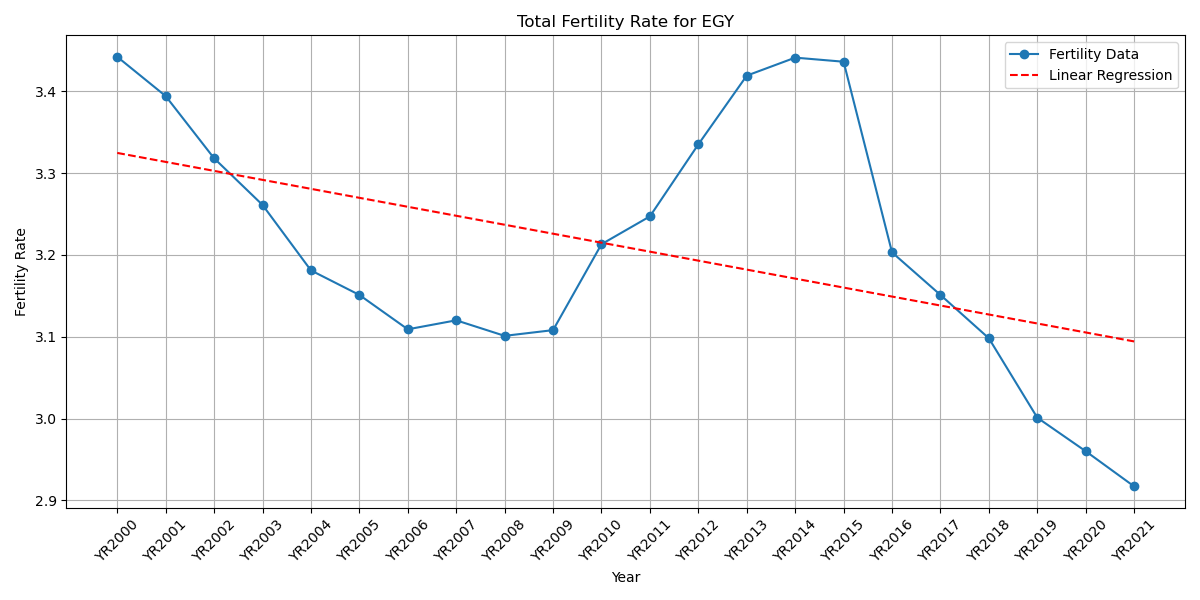 Total Fertility Rate for EGY
Fertility Data
Linear Regression
Fertility Rate
3.4
3.3
3.2
3.1
3.0
2.9
YR2000
YR2001
YR2002
YR2003
YR2004
YR2005
YR2006
YR2007
YR2008
YR2009
YR2010
YR2011
YR2012
YR2013
YR2014
YR2015
YR2016
YR2017
YR2018
YR2019
YR2020
YR2021
Year